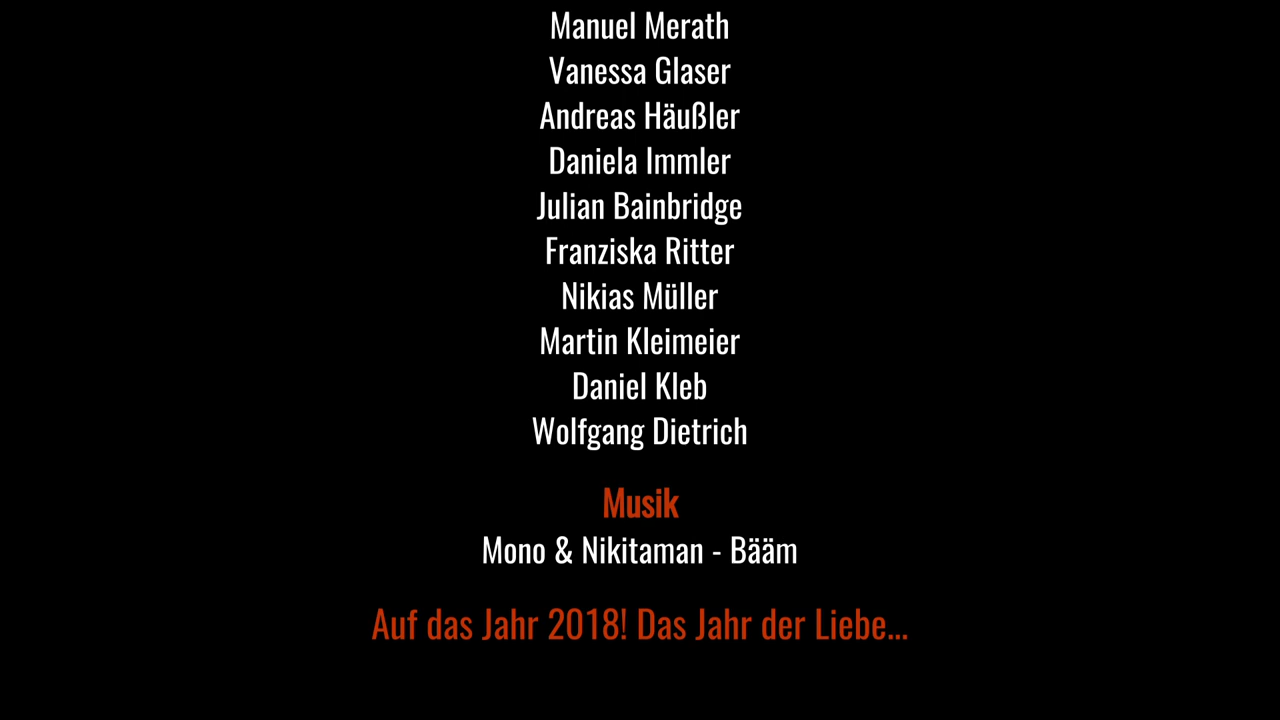 Manuel Merath
Vanessa Glaser
Andreas Häußler
Daniela Immler
Julian Bainbridge
Franziska Ritter
Nikias Müller
Martin Kleimeier
Daniel Kleb
Wolfgang Dietrich
Musik
Mono & Nikitaman - Bääm
Auf das Jahr 2018! Das Jahr der Liebe...